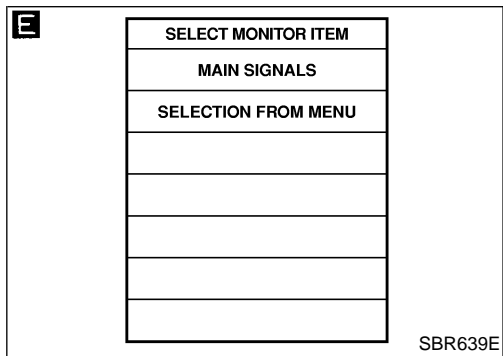 E
SELECT MONITOR ITEM
MAIN SIGNALS
SELECTION FROM MENU
SBR639E